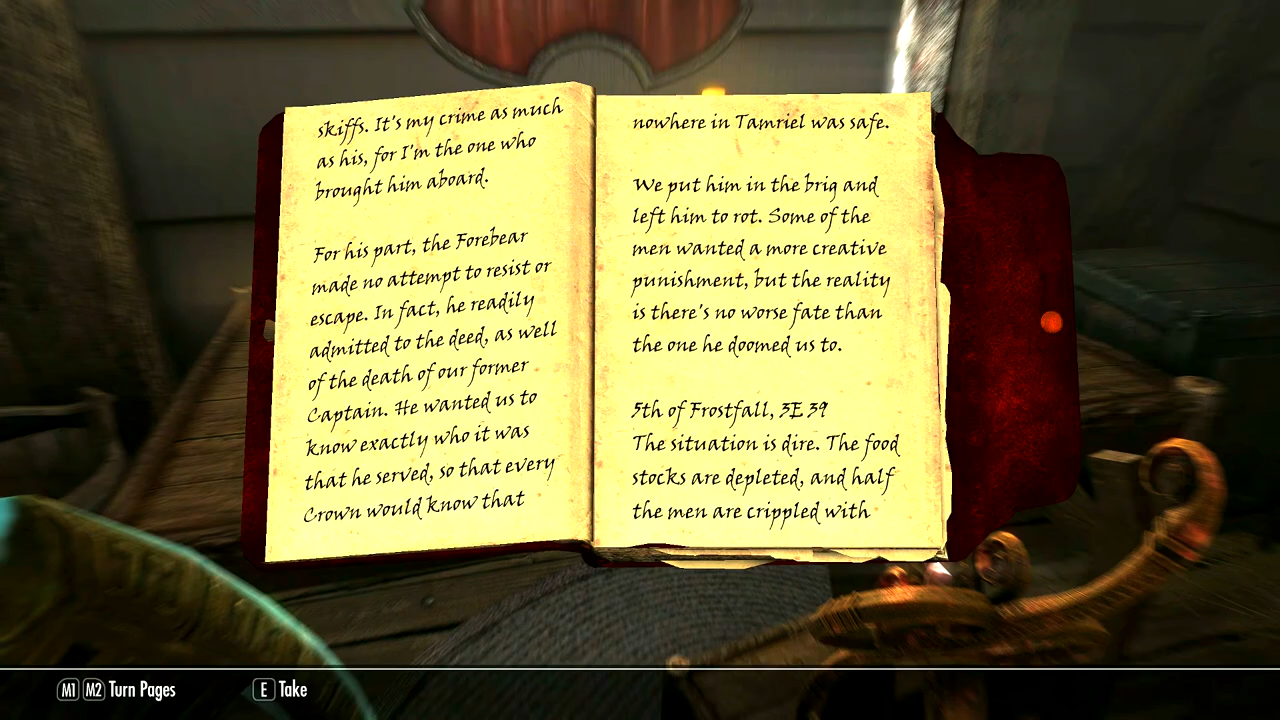 skiffs. It's my crime as much
as his, for I'm the one who
brought him aboard.
For his part, the Forebear
made no attempt to resist or
escape. In fact, he readily
admitted to the deed, as well
of the death of our former
Captain. He wanted us to
know exactly who it was
that he served, so that every
Crown would know that
nowhere in Tamriel was safe.
We put him in the brig and
left him to rot. Some of the
men wanted a more creative
punishment, but the reality
is there's no worse fate than
the one he doomed us to.
5th of Frostfall, 3E 39
The situation is dire. The food
stocks are depleted, and half
the men are crippled with
M1 M2 Turn Pages E Take